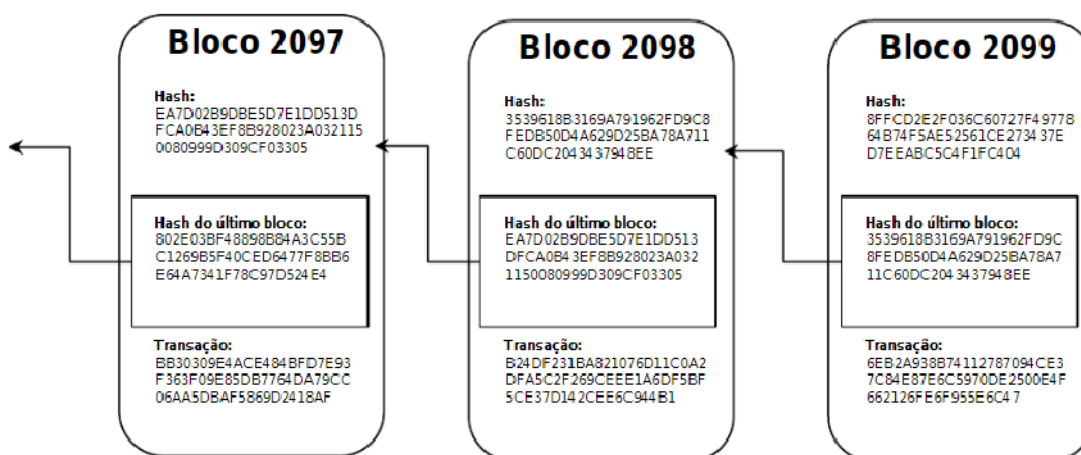 Bloco 2097
Hash:
EA7D02B9DBE5D7E1DD513D
FCA0B43EF8B928023A032115
0080999D309CF03305
Hash do último bloco:
802E03BF48898B84A3C55B
C1269B5F40CED6477F8BB6
E64A7341F78C97D524E4
Transação:
BB30309E4ACE484BFD7E93
F363F09E85DB7764DA79CC
06AA5DBAF5869D2418AF
Bloco 2098
Hash:
3539618B3169A791962FD9C8
FEDB50D4A629D25BA78A711
C60DC2043437948EE
Hash do último bloco:
EA7D02B9DBE5D7E1DD513
DFCA0B43EF8B928023A032
1150080999D309CF03305
Transação:
B24DF231BA821076D11C0A2
DFA5C2F269CEEE1A6DF5BF
5CE37D142CEE6C944B1
Bloco 2099
Hash:
8FFCD2E2F036C60727F49778
64B74F5AE52561CE273437E
D7EEABC5C4F1FC404
Hash do último bloco:
3539618B3169A791962FD9C
8FEDB50D4A629D25BA78A7
11C60DC2043437948EE
Transação:
6EB2A938B74112787094CE3
7C84E87E6C5970DE2500E4F
662126FE6F955E6C47